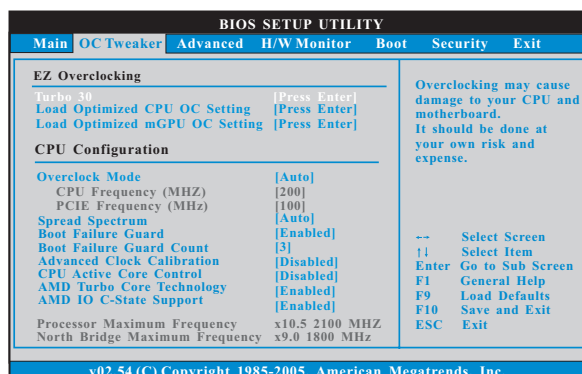 BIOS SETUP UTILITY
Main OC Tweaker Advanced H/W Monitor Boot Security Exit
EZ Overclocking
Turbo 30 [Press Enter]
Load Optimized CPU OC Setting [Press Enter]
Load Optimized mGPU OC Setting [Press Enter]
CPU Configuration
Overclock Mode [Auto]
CPU Frequency (MHZ) [200]
PCIE Frequency (MHz) [100]
Spread Spectrum [Auto]
Boot Failure Guard [Enabled]
Boot Failure Guard Count [3]
Advanced Clock Calibration [Disabled]
CPU Active Core Control [Disabled]
AMD Turbo Core Technology [Enabled]
AMD IO C-State Support [Enabled]
Processor Maximum Frequency x10.5 2100 MHZ
North Bridge Maximum Frequency x9.0 1800 MHz
Overclocking may cause
damage to your CPU and
motherboard.
It should be done at
your own risk and
expense.
←→ Select Screen
↑↓ Select Item
Enter Go to Sub Screen
F1 General Help
F9 Load Defaults
F10 Save and Exit
ESC Exit
v02.54 (C) Copyright 1985-2005, American Megatrends, Inc.